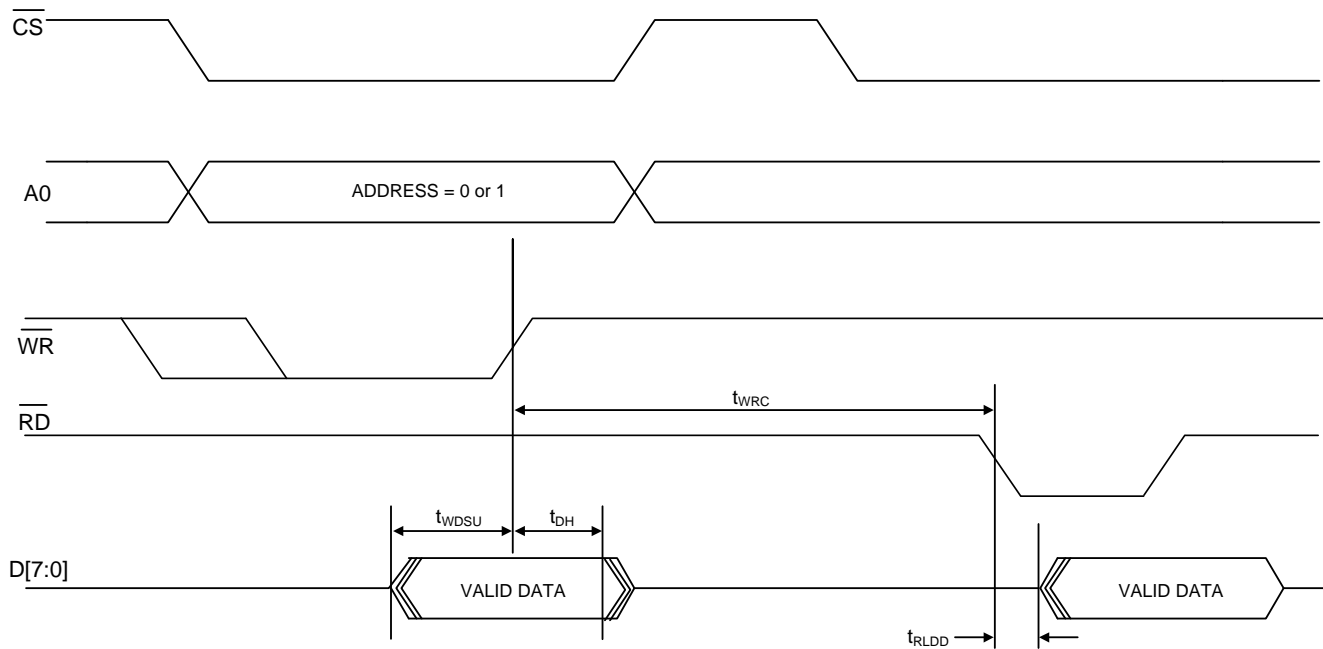 CS
A0
ADDRESS = 0 or 1
WR
tWRC
RD
tWDSU
tDH
D[7:0]
VALID DATA
VALID DATA
tRLDD